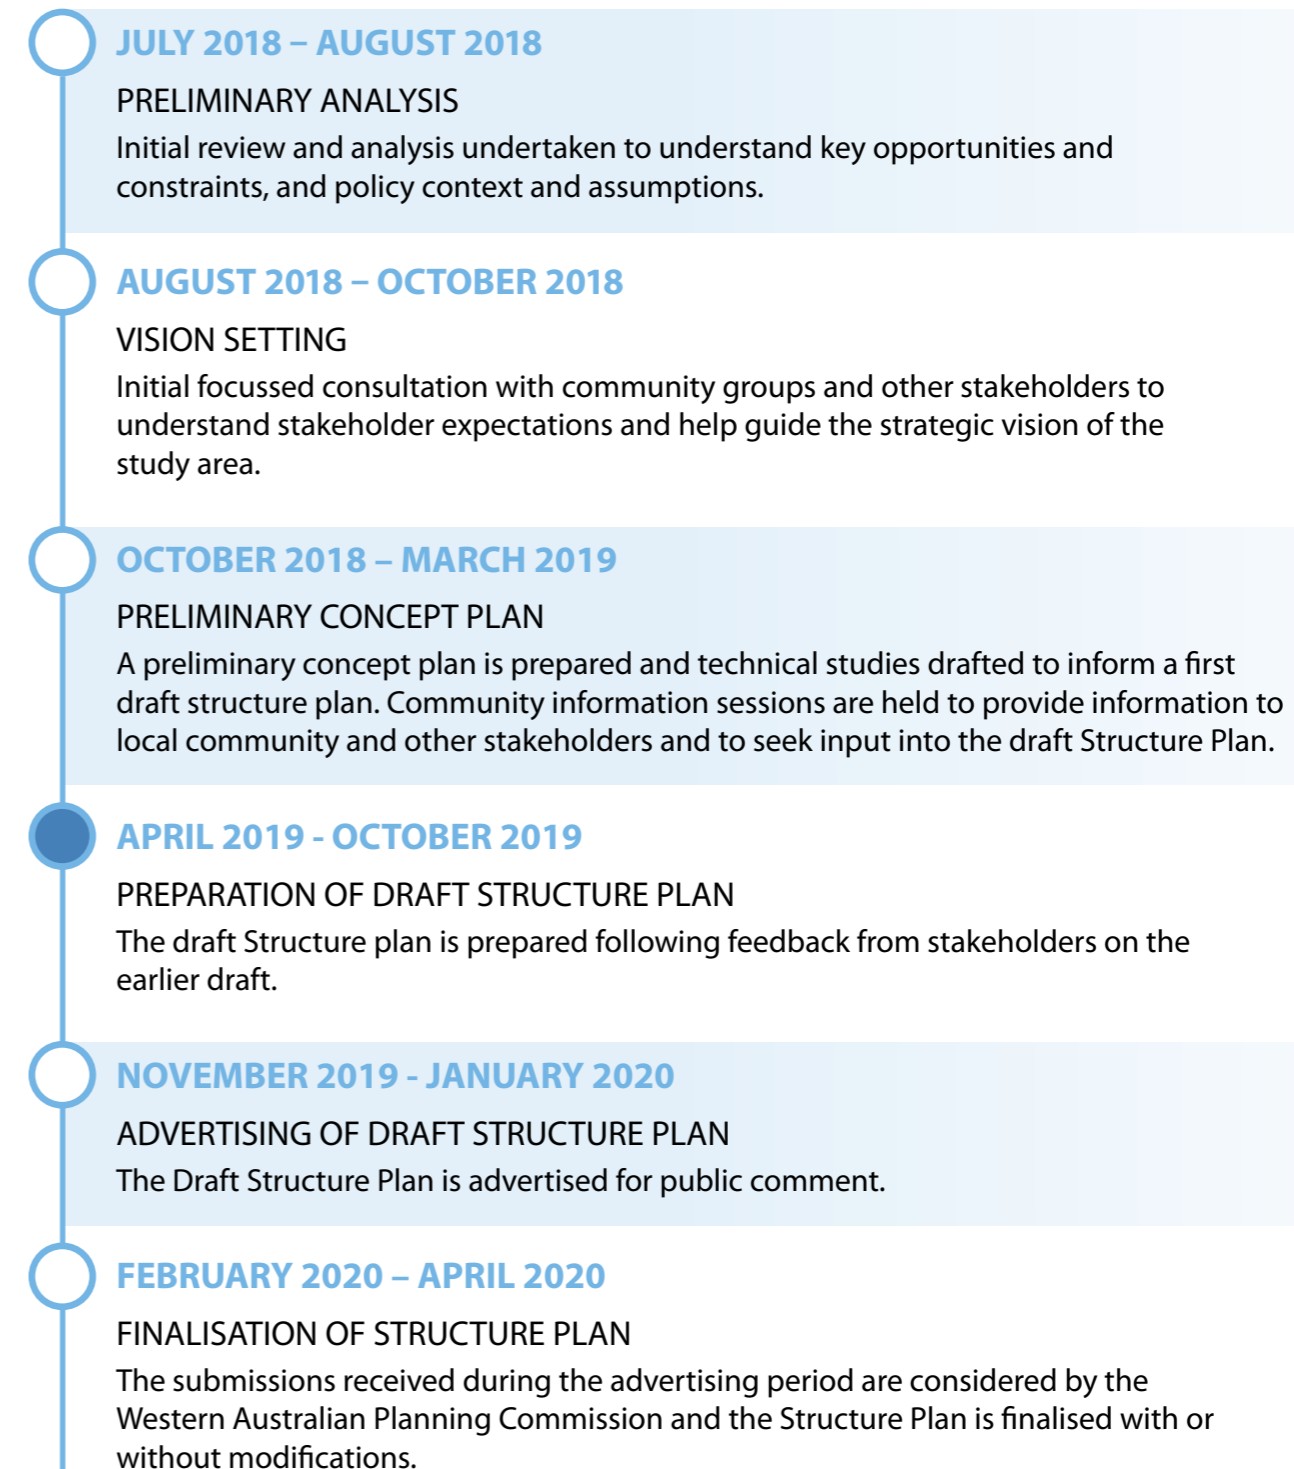 JULY 2018 – AUGUST 2018
PRELIMINARY ANALYSIS
Initial review and analysis undertaken to understand key opportunities and
constraints, and policy context and assumptions.
AUGUST 2018 – OCTOBER 2018
VISION SETTING
Initial focussed consultation with community groups and other stakeholders to
understand stakeholder expectations and help guide the strategic vision of the
study area.
OCTOBER 2018 – MARCH 2019
PRELIMINARY CONCEPT PLAN
A preliminary concept plan is prepared and technical studies drafted to inform a first
draft structure plan. Community information sessions are held to provide information to
local community and other stakeholders and to seek input into the draft Structure Plan.
APRIL 2019 - OCTOBER 2019
PREPARATION OF DRAFT STRUCTURE PLAN
The draft Structure plan is prepared following feedback from stakeholders on the
earlier draft.
NOVEMBER 2019 - JANUARY 2020
ADVERTISING OF DRAFT STRUCTURE PLAN
The Draft Structure Plan is advertised for public comment.
FEBRUARY 2020 – APRIL 2020
FINALISATION OF STRUCTURE PLAN
The submissions received during the advertising period are considered by the
Western Australian Planning Commission and the Structure Plan is finalised with or
without modifications.